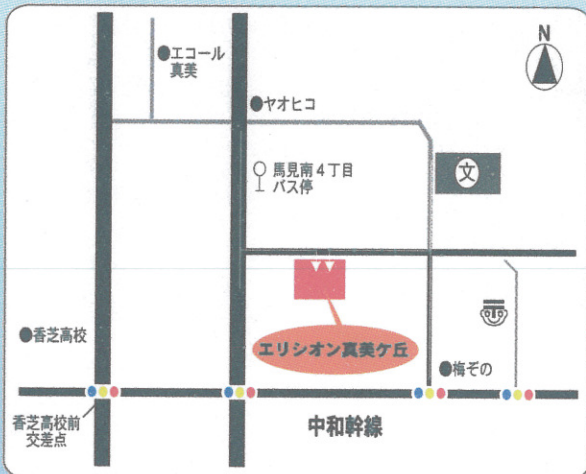 N
●エコール
真美
●ヤオヒコ
馬見南4丁目
バス停
文
●香芝高校
エリシオン真美ケ丘
●梅ぞの
香芝高校前
交差点
中和幹線